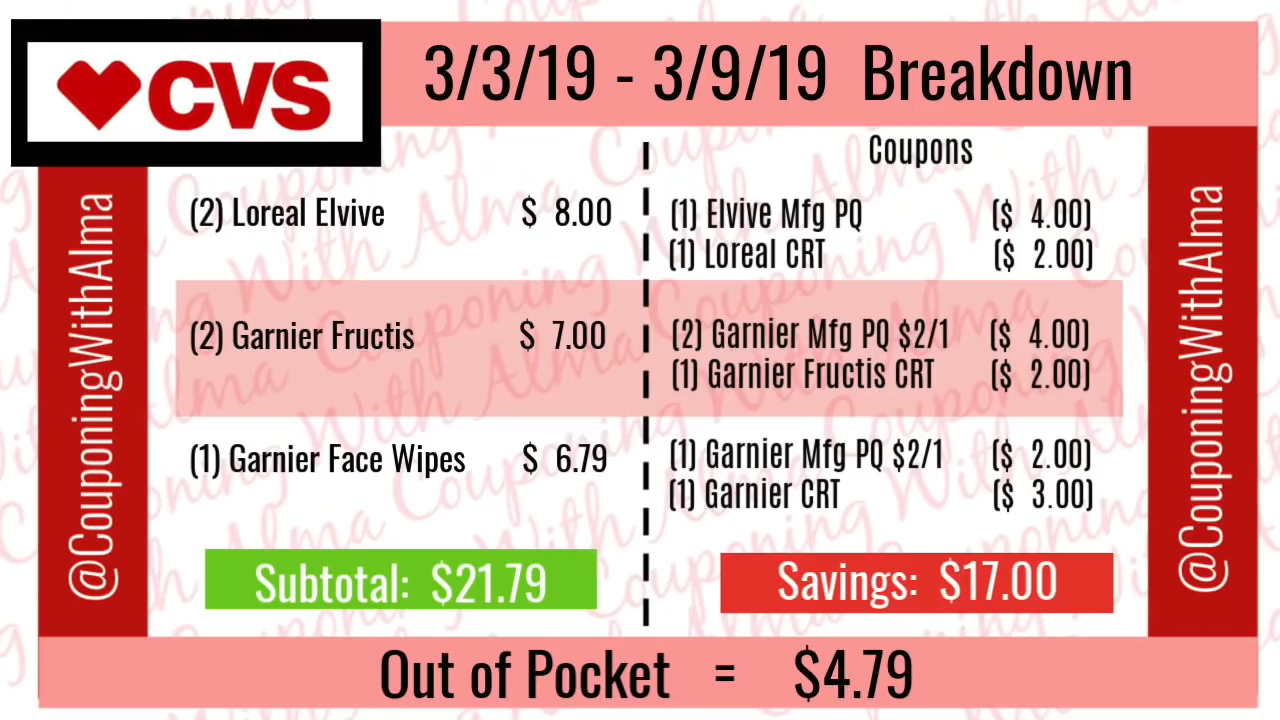 CVS
3/3/19 - 3/9/19 Breakdown
Coupons
(2) Loreal Elvive $ 8.00
(1) Elvive Mfg PQ ($ 4.00)
(1) Loreal CRT ($ 2.00)
(2) Garnier Fructis $ 7.00
(2) Garnier Mfg PQ $2/1 ($ 4.00)
(1) Garnier Fructis CRT ($ 2.00)
(1) Garnier Face Wipes $ 6.79
(1) Garnier Mfg PQ $2/1 ($ 2.00)
(1) Garnier CRT ($ 3.00)
Subtotal: $21.79
Savings: $17.00
Out of Pocket = $4.79
@CouponingWithAlma
@CouponingWithAlma
Couponing With Alma